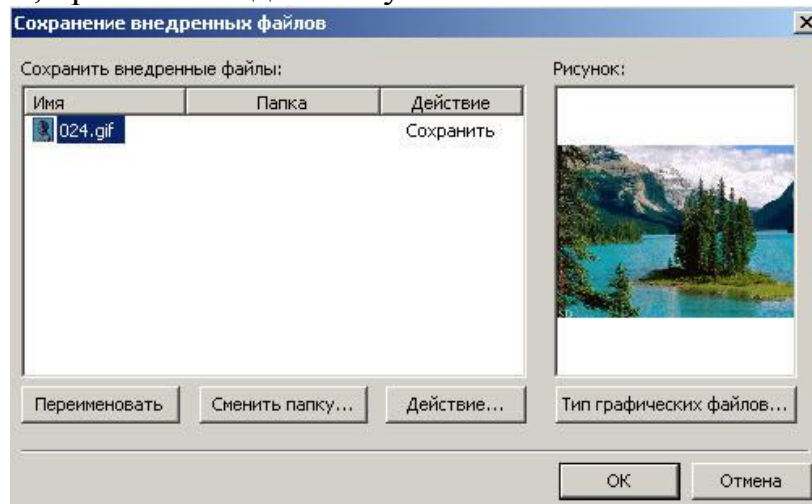 Сохранение внедренных файлов
Сохранить внедренные файлы:
Рисунок:
Имя Папка Действие
024.gif Сохранить
Переименовать Сменить папку... Действие... Тип графических файлов...
OK Отмена